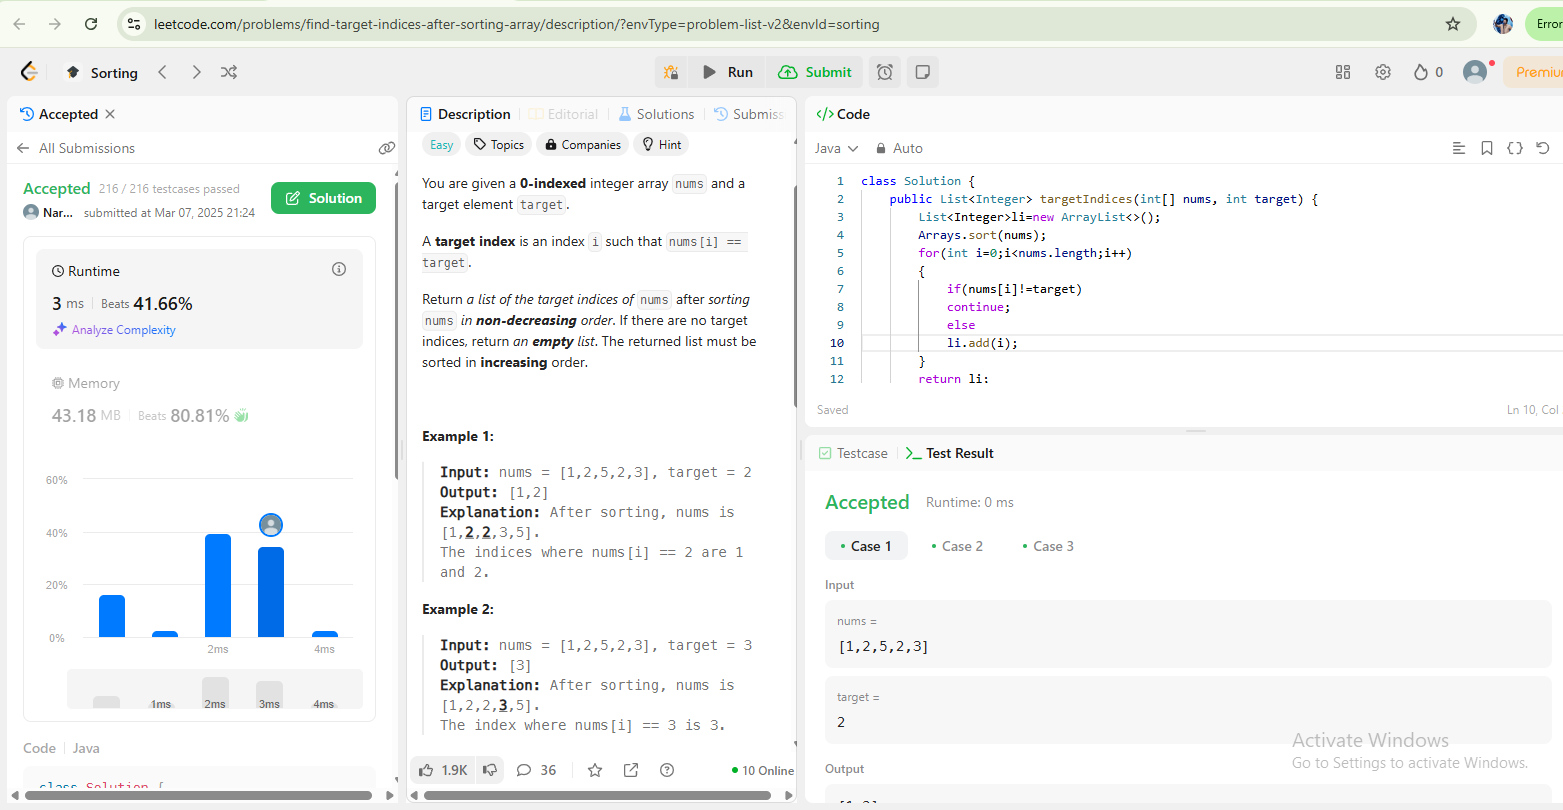 leetcode.com/problems/find-target-indices-after-sorting-array/description/?envType=problem-list-v2&envId=sorting
Error
Sorting
Run
Submit
0
Premium
Accepted
All Submissions
Accepted 216 / 216 testcases passed
Nar... submitted at Mar 07, 2025 21:24
Solution
Runtime
3 ms Beats 41.66%
Analyze Complexity
Memory
43.18 MB Beats 80.81%
60%
40%
20%
0%
2ms 4ms
1ms 2ms 3ms 4ms
Code Java
class Solution {
Description Editorial Solutions Submiss
Easy Topics Companies Hint
You are given a 0-indexed integer array nums and a
target element target.
A target index is an index i such that nums[i] ==
target.
Return a list of the target indices of nums after sorting
nums in non-decreasing order. If there are no target
indices, return an empty list. The returned list must be
sorted in increasing order.
Example 1:
Input: nums = [1,2,5,2,3], target = 2
Output: [1,2]
Explanation: After sorting, nums is
[1,2,2,3,5].
The indices where nums[i] == 2 are 1
and 2.
Example 2:
Input: nums = [1,2,5,2,3], target = 3
Output: [3]
Explanation: After sorting, nums is
[1,2,2,3,5].
The index where nums[i] == 3 is 3.
1.9K 36 10 Online
</> Code
Java Auto
1 class Solution {
2 public List<Integer> targetIndices(int[] nums, int target) {
3 List<Integer>li=new ArrayList<>();
4 Arrays.sort(nums);
5 for(int i=0;i<nums.length;i++)
6 {
7 if(nums[i]!=target)
8 continue;
9 else
10 li.add(i);
11 }
12 return li;
Saved Ln 10, Col
Testcase Test Result
Accepted Runtime: 0 ms
Case 1 Case 2 Case 3
Input
nums =
[1,2,5,2,3]
target =
2
Output
[1,2]
Activate Windows
Go to Settings to activate Windows.